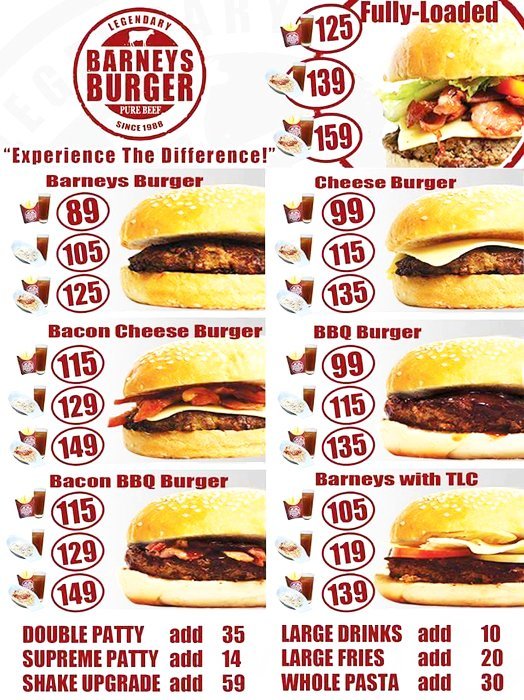 LEGENDARY
BARNEYS
BURGER
PURE BEEF
SINCE 1988
"Experience The Difference!"
Fully-Loaded
125
139
159
Barneys Burger
89
105
125
Cheese Burger
99
115
135
Bacon Cheese Burger
115
129
149
BBQ Burger
99
115
135
Bacon BBQ Burger
115
129
149
Barneys with TLC
105
119
139
DOUBLE PATTY add 35
SUPREME PATTY add 14
SHAKE UPGRADE add 59
LARGE DRINKS add 10
LARGE FRIES add 20
WHOLE PASTA add 30